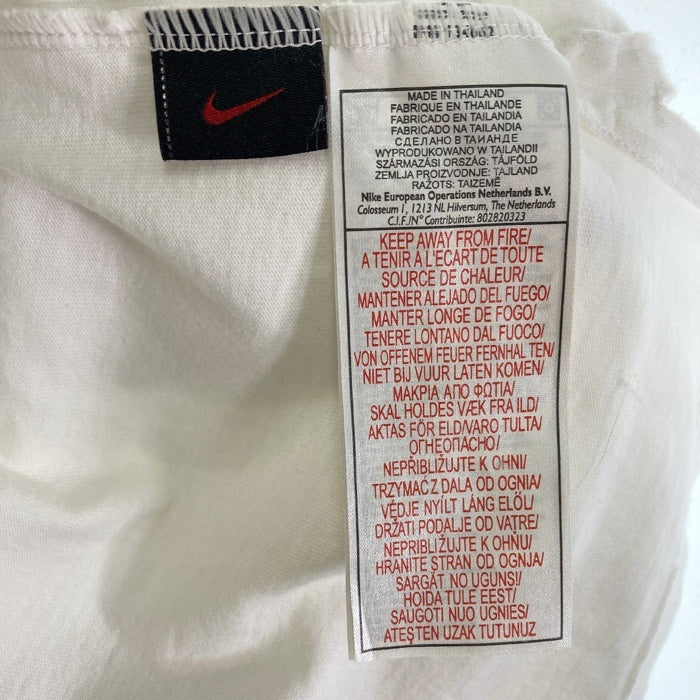 MADE IN THAILAND
FABRIQUE EN THAILANDE
FABRICADO EN TAILANDIA
FABRICADO NA TAILANDIA
СДЕЛАНО В ТАИАНДЕ
WYPRODUKOWANO W TAILANDII
SZÁRMAZÁSI ORSZÁG: TÁJFÖLD
ZEMLJA PROIZVODNJE: TAJLAND
RAŽOTS: TAIZEMĒ
Nike European Operations Netherlands B.V.
Colosseum 1, 1213 NL Hilversum, The Netherlands
C.I.F./N° Contribuinte: 802820323
KEEP AWAY FROM FIRE/
A TENIR A L'ECART DE TOUTE
SOURCE DE CHALEUR/
MANTENER ALEJADO DEL FUEGO/
MANTER LONGE DE FOGO/
TENERE LONTANO DAL FUOCO/
VON OFFENEM FEUER FERNHAL TEN/
NIET BIJ VUUR LATEN KOMEN/
ΜΑΚΡΙΑ ΑΠΟ ΦΩΤΙΑ/
SKAL HOLDES VÆK FRA ILD/
AKTAS FÖR ELD/VARO TULTA/
ОГНЕОПАСНО/
NEPŘIBLIŽUJTE K OHNI/
TRZYMAĆ Z DALA OD OGNIA/
VÉDJE NYÍLT LÁNG ELÖL/
DRŽATI PODALJE OD VATRE/
NEPRIBLIŽUJTE K OHŇU/
HRANITE STRAN OD OGNJA/
SARGĀT NO UGUNS!/
HOIDA TULE EEST/
SAUGOTI NUO UGNIES/
ATEŞTEN UZAK TUTUNUZ